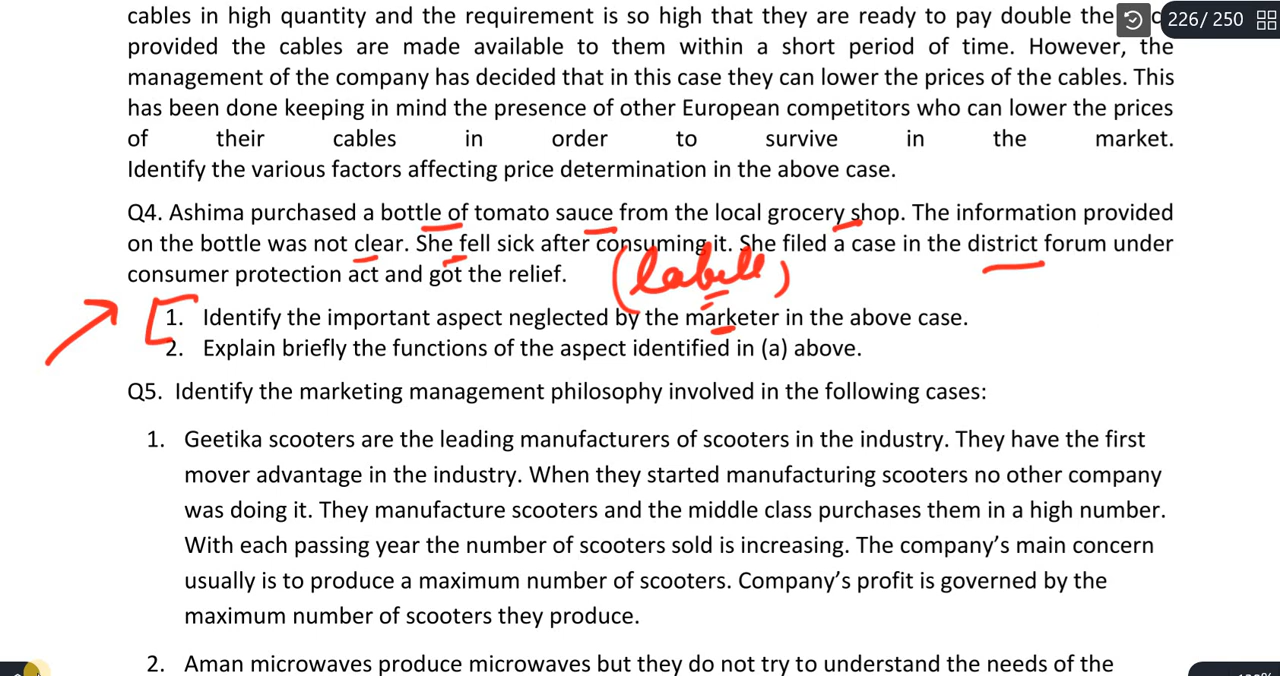 cables in high quantity and the requirement is so high that they are ready to pay double the
226/ 250
provided the cables are made available to them within a short period of time. However, the
management of the company has decided that in this case they can lower the prices of the cables. This
has been done keeping in mind the presence of other European competitors who can lower the prices
of their cables in order to survive in the market.
Identify the various factors affecting price determination in the above case.
Q4. Ashima purchased a bottle of tomato sauce from the local grocery shop. The information provided
on the bottle was not clear. She fell sick after consuming it. She filed a case in the district forum under
consumer protection act and got the relief.
1. Identify the important aspect neglected by the marketer in the above case.
2. Explain briefly the functions of the aspect identified in (a) above.
Q5. Identify the marketing management philosophy involved in the following cases:
1. Geetika scooters are the leading manufacturers of scooters in the industry. They have the first
mover advantage in the industry. When they started manufacturing scooters no other company
was doing it. They manufacture scooters and the middle class purchases them in a high number.
With each passing year the number of scooters sold is increasing. The company's main concern
usually is to produce a maximum number of scooters. Company's profit is governed by the
maximum number of scooters they produce.
2. Aman microwaves produce microwaves but they do not try to understand the needs of the